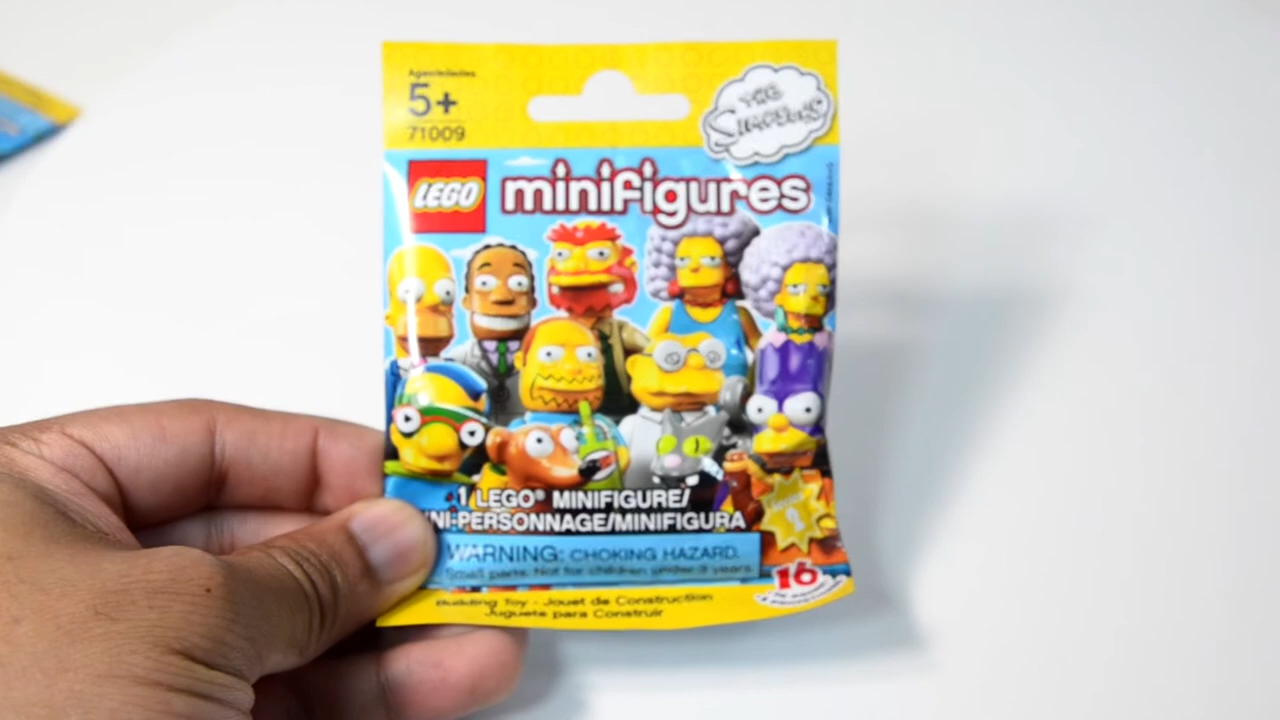 Ages/edades
5+
71009
THE
SIMPSONS
LEGO minifigures
1 LEGO® MINIFIGURE/
NI-PERSONNAGE/MINIFIGURA
WARNING: CHOKING HAZARD.
Small parts. Not for children under 3 years.
2
16
Building Toy - Jouet de Construction
Juguete para Construir